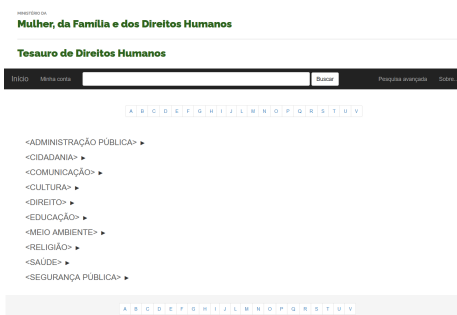 MINISTÉRIO DA
Mulher, da Família e dos Direitos Humanos
Tesauro de Direitos Humanos
Início Minha conta Buscar Pesquisa avançada Sobre..
A B C D E F G H I J L M N O P Q R S T U V
<ADMINISTRAÇÃO PÚBLICA> ►
<CIDADANIA> ►
<COMUNICAÇÃO> ►
<CULTURA> ►
<DIREITO> ►
<EDUCAÇÃO> ►
<MEIO AMBIENTE> ►
<RELIGIÃO> ►
<SAÚDE> ►
<SEGURANÇA PÚBLICA> ►
A B C D E F G H I J L M N O P Q R S T U V